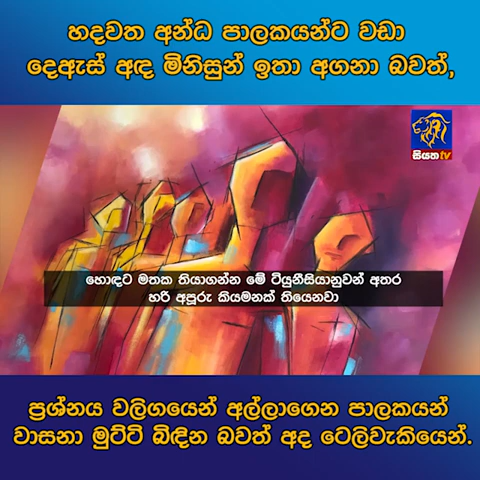 හදවත අන්ධ පාලකයන්ට වඩා
දෙඇස් අඳ මිනිසුන් ඉතා අගනා බවත්,
සියත tv
හොඳට මතක තියාගන්න මේ ටියුනීසියානුවන් අතර
හරි අපූරු කියමනක් තියෙනවා
ප්‍රශ්නය වලිගයෙන් අල්ලාගෙන පාලකයන්
වාසනා මුට්ටි බිඳින බවත් අද ටෙලිවැකියෙන්.